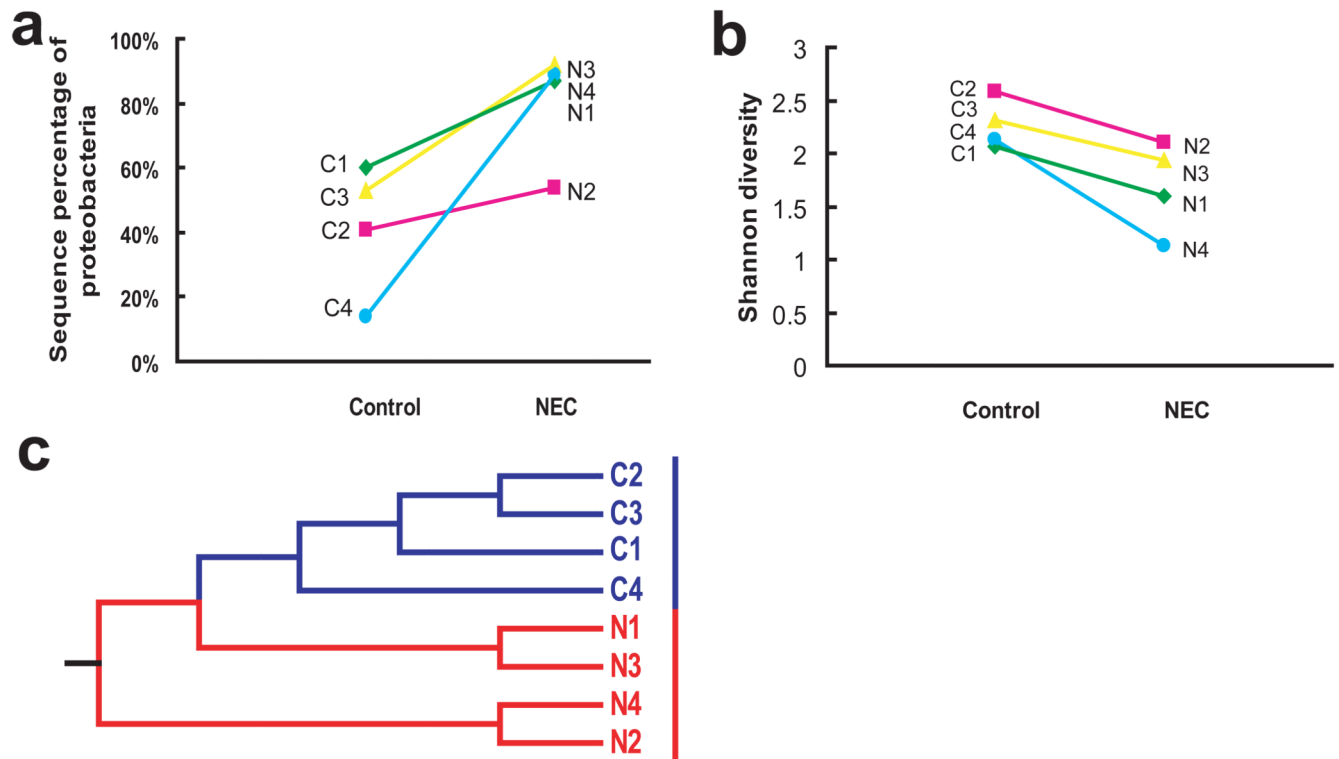 a
Sequence percentage of
proteobacteria
100%
80%
60%
40%
20%
0%
C1
C3
C2
C4
N3
N4
N1
N2
Control
NEC
b
Shannon diversity
3
2.5
2
1.5
1
0.5
0
C2
C3
C4
C1
N2
N3
N1
N4
Control
NEC
c
C2
C3
C1
C4
N1
N3
N4
N2